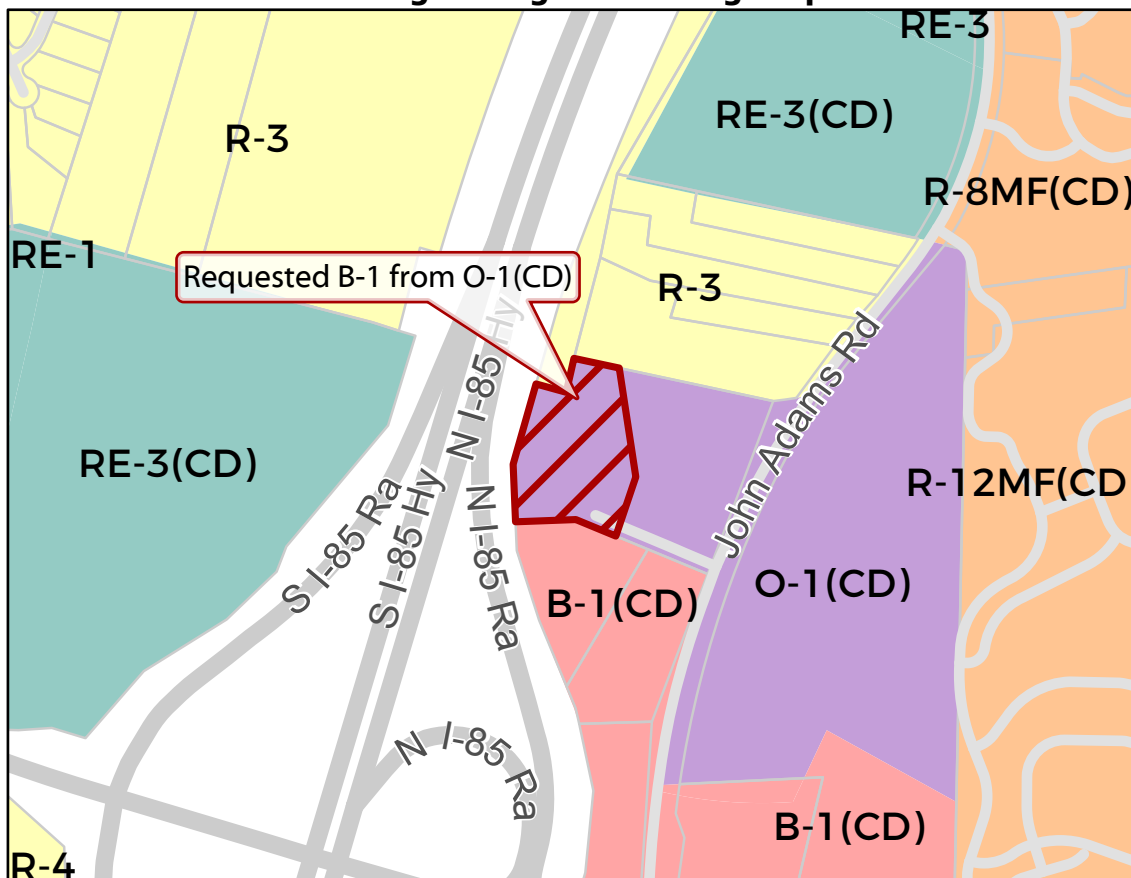 RE-3
RE-3(CD)
R-3
R-8MF(CD)
RE-1
Requested B-1 from O-1(CD)
R-3
N I-85 Hy
John Adams Rd
RE-3(CD)
R-12MF(CD
S I-85 Ra
S I-85 Hy
N I-85 Ra
O-1(CD)
B-1(CD)
N I-85 Ra
B-1(CD)
R-4